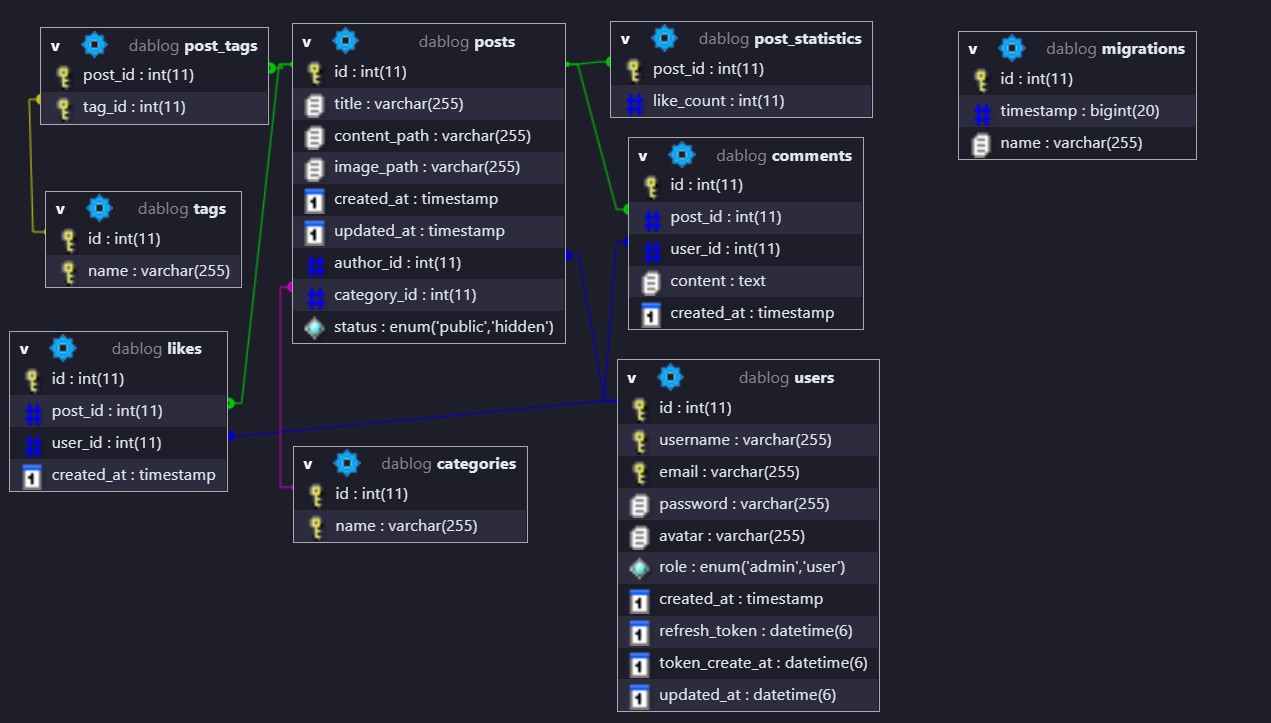 v dablog post_tags
post_id : int(11)
tag_id : int(11)
v dablog tags
id : int(11)
name : varchar(255)
v dablog likes
id : int(11)
post_id : int(11)
user_id : int(11)
created_at : timestamp
v dablog posts
id : int(11)
title : varchar(255)
content_path : varchar(255)
image_path : varchar(255)
created_at : timestamp
updated_at : timestamp
author_id : int(11)
category_id : int(11)
status : enum('public','hidden')
v dablog categories
id : int(11)
name : varchar(255)
v dablog post_statistics
post_id : int(11)
like_count : int(11)
v dablog comments
id : int(11)
post_id : int(11)
user_id : int(11)
content : text
created_at : timestamp
v dablog users
id : int(11)
username : varchar(255)
email : varchar(255)
password : varchar(255)
avatar : varchar(255)
role : enum('admin','user')
created_at : timestamp
refresh_token : datetime(6)
token_create_at : datetime(6)
updated_at : datetime(6)
v dablog migrations
id : int(11)
timestamp : bigint(20)
name : varchar(255)